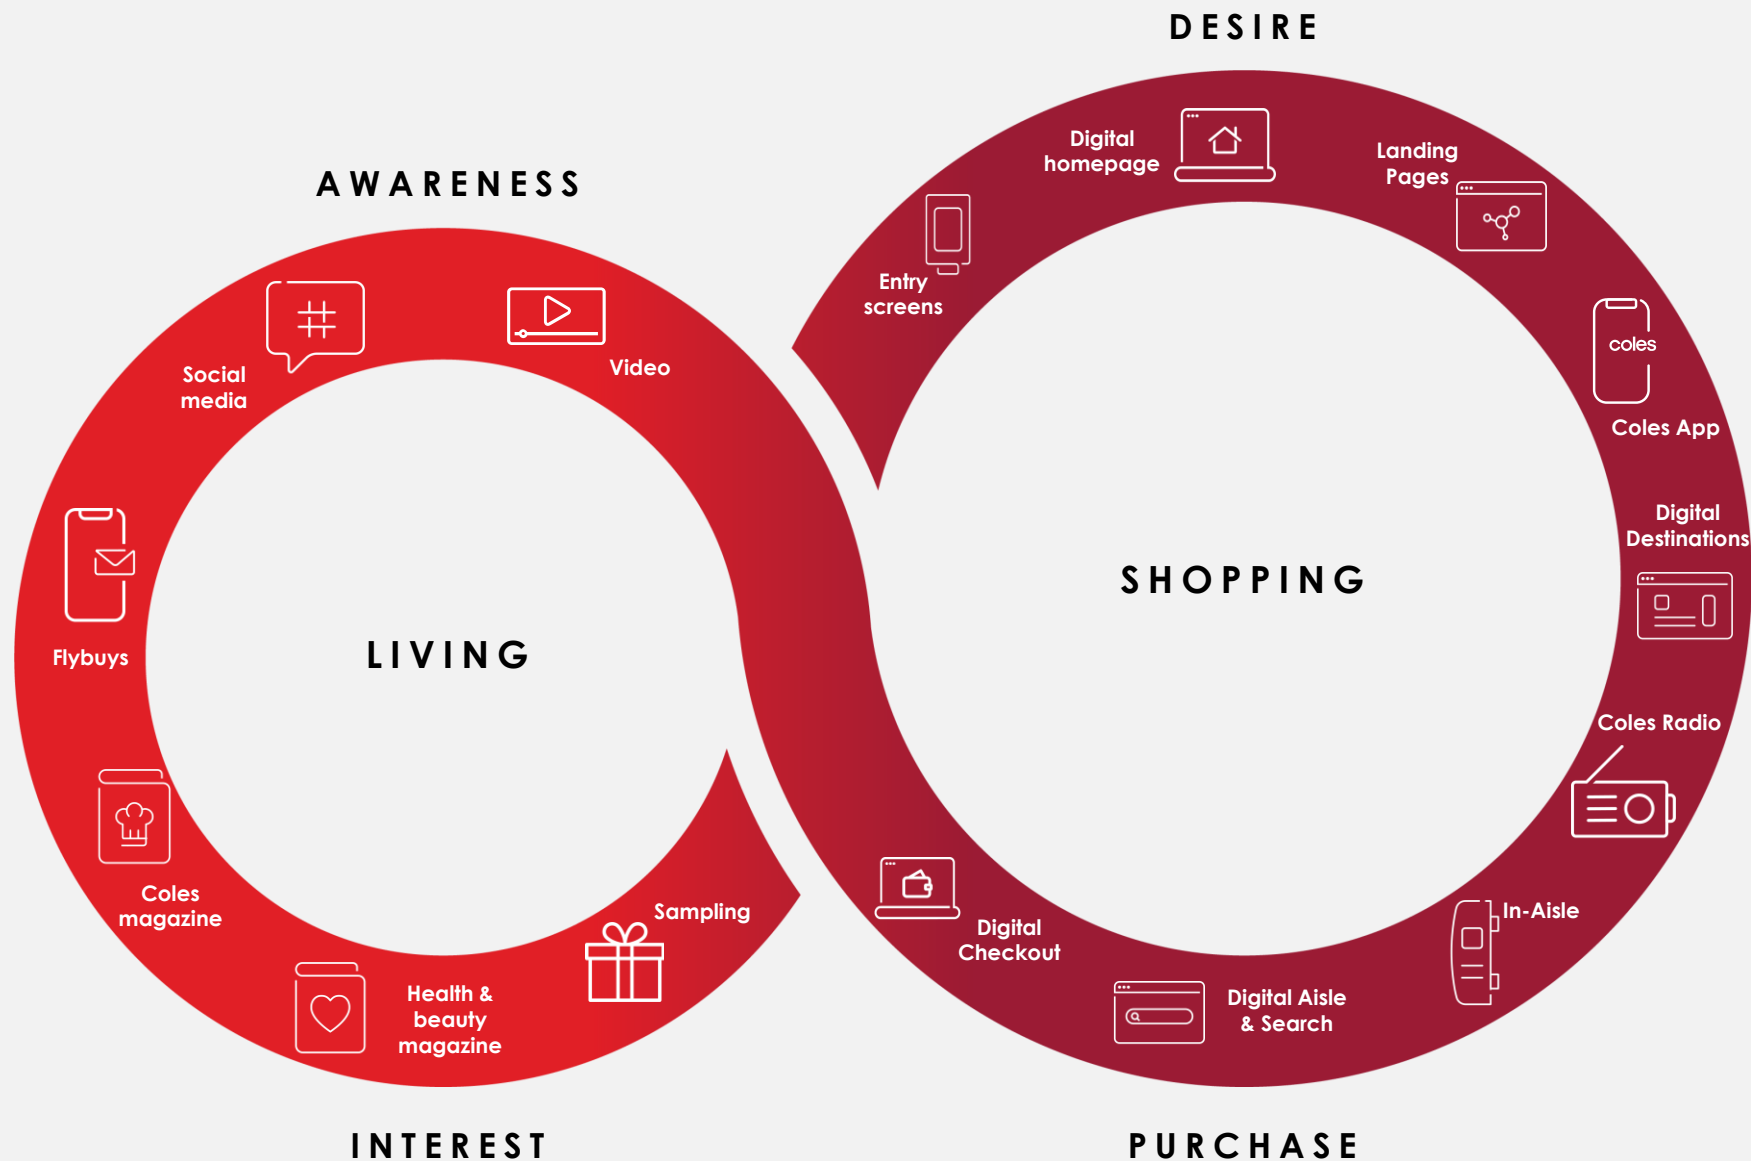 DESIRE
AWARENESS
Digital
homepage
Landing
Pages
Entry
screens
Social
media
Video
coles
Coles App
Digital
Destinations
Flybuys
LIVING
SHOPPING
Coles Radio
Coles
magazine
Sampling
Health &
beauty
magazine
Digital
Checkout
Digital Aisle
& Search
In-Aisle
INTEREST
PURCHASE